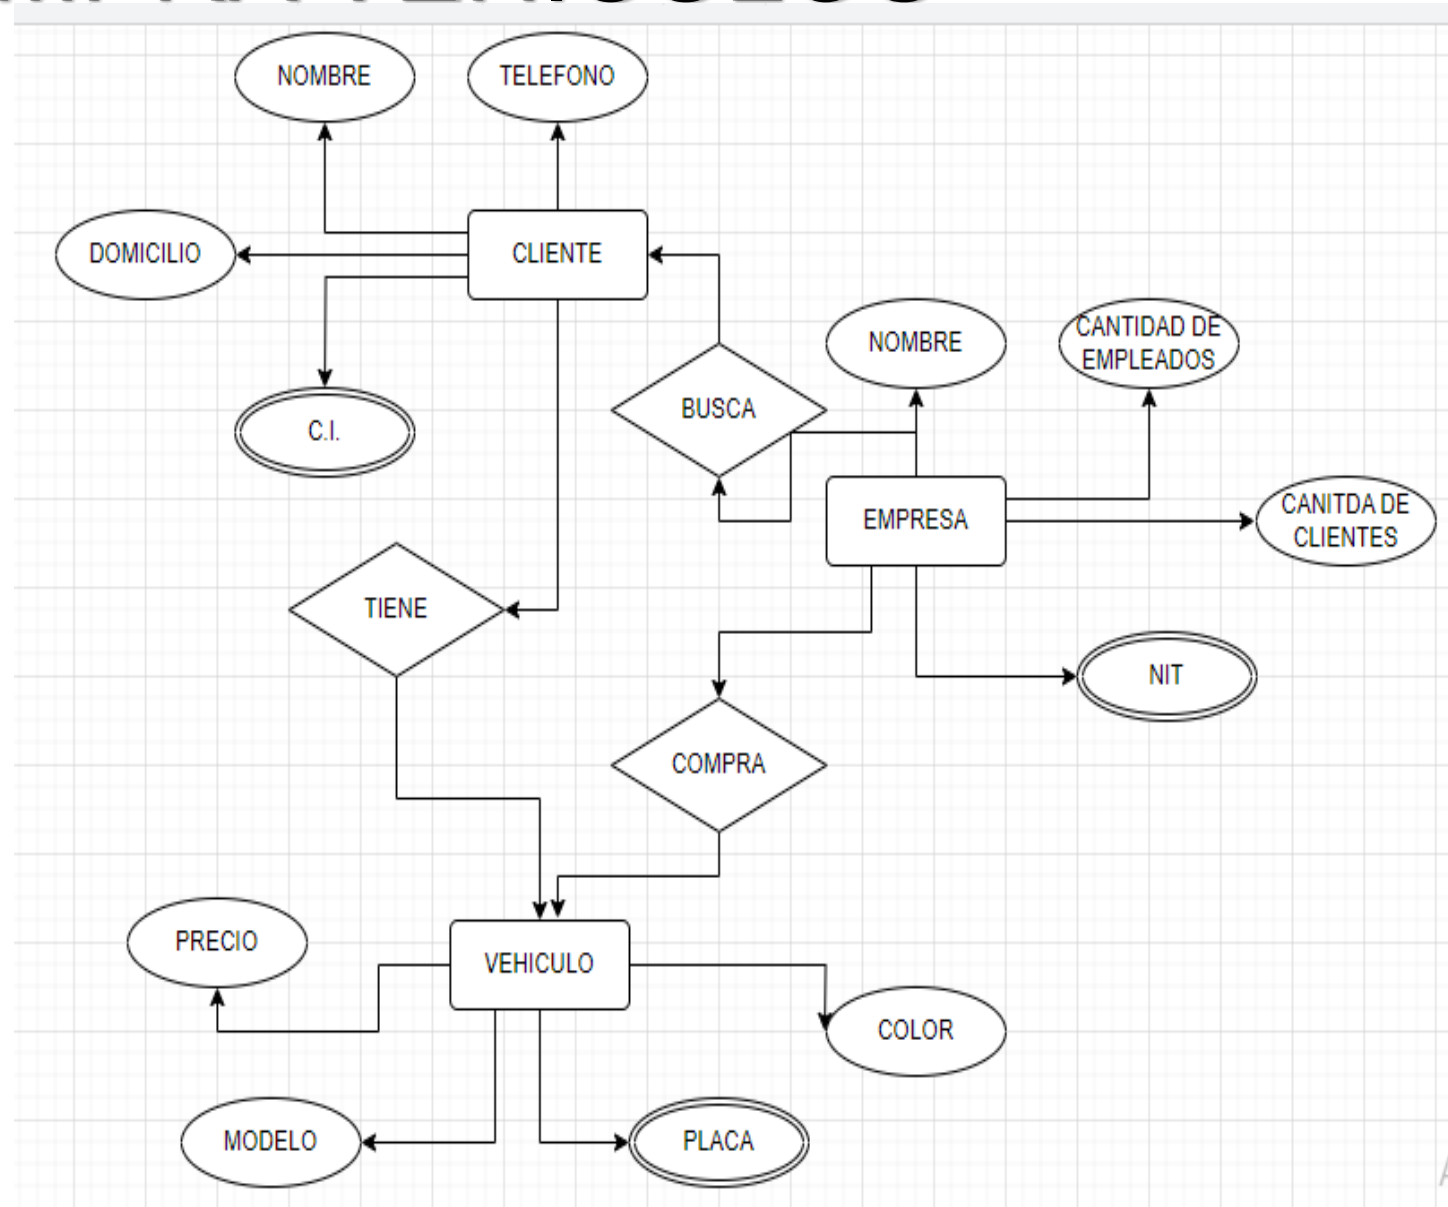 NOMBRE
TELEFONO
DOMICILIO
CLIENTE
C.I.
BUSCA
NOMBRE
CANTIDAD DE
EMPLEADOS
EMPRESA
CANITDA DE
CLIENTES
TIENE
NIT
COMPRA
PRECIO
VEHICULO
COLOR
MODELO
PLACA